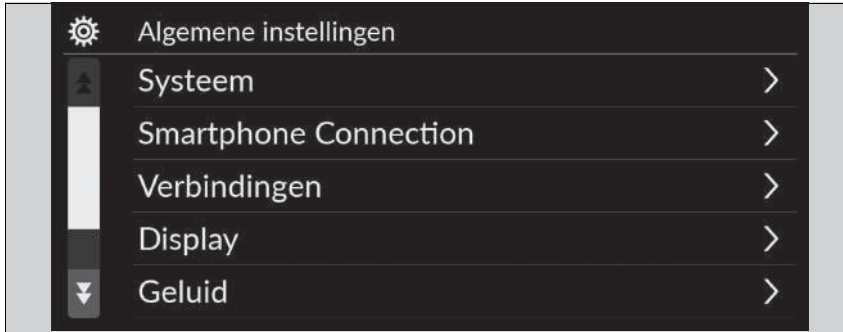 Algemene instellingen
Systeem
Smartphone Connection
Verbindingen
Display
Geluid